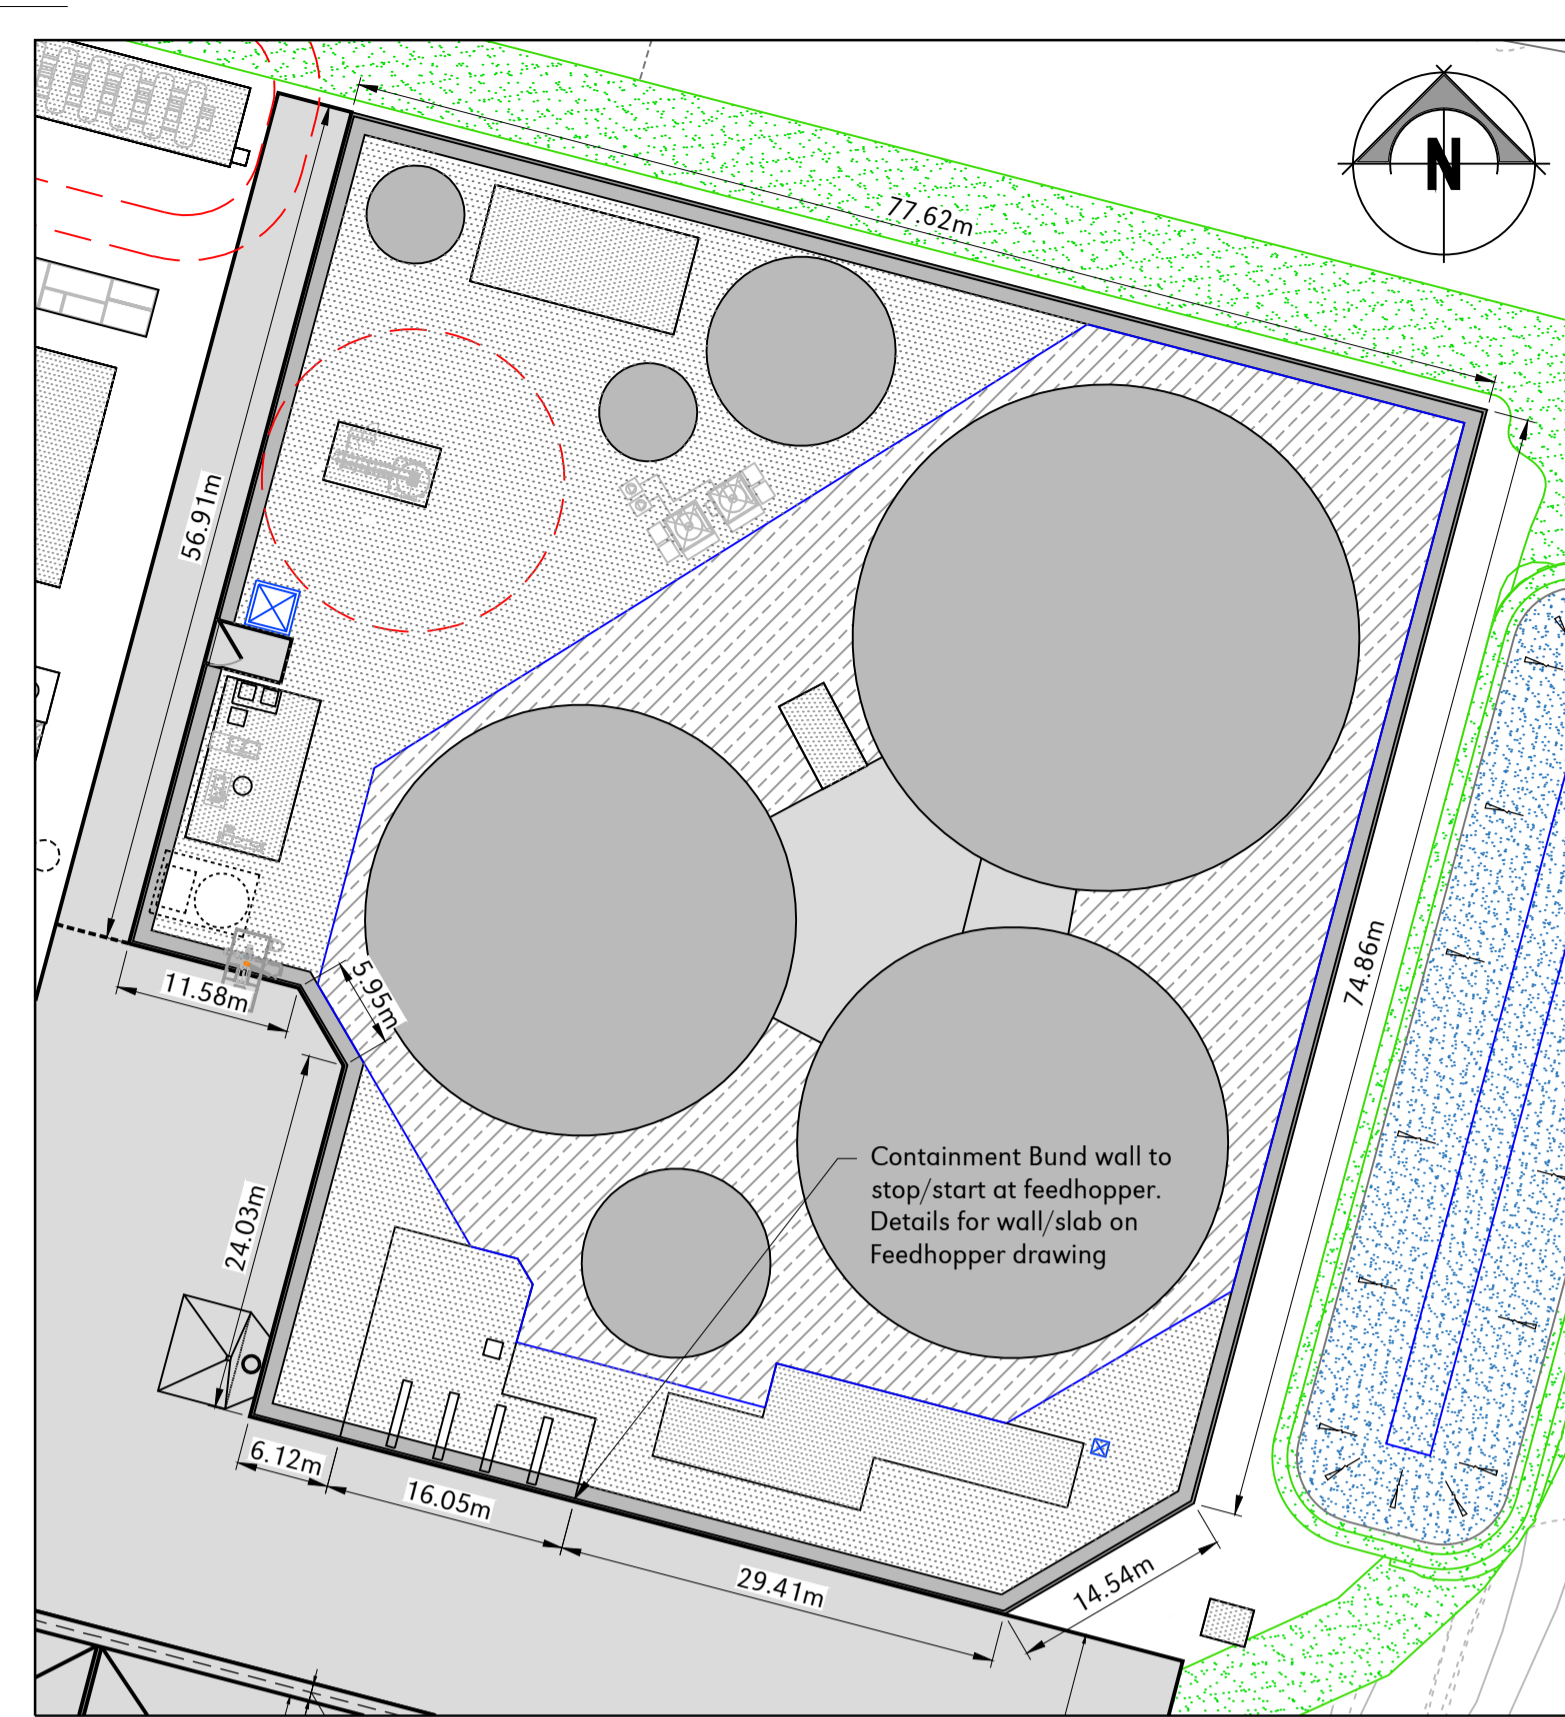 N
77.62m
56.91m
74.86m
11.58m
5.95m
24.03m
Containment Bund wall to
stop/start at feedhopper.
Details for wall/slab on
Feedhopper drawing
6.12m
16.05m
29.41m
14.54m